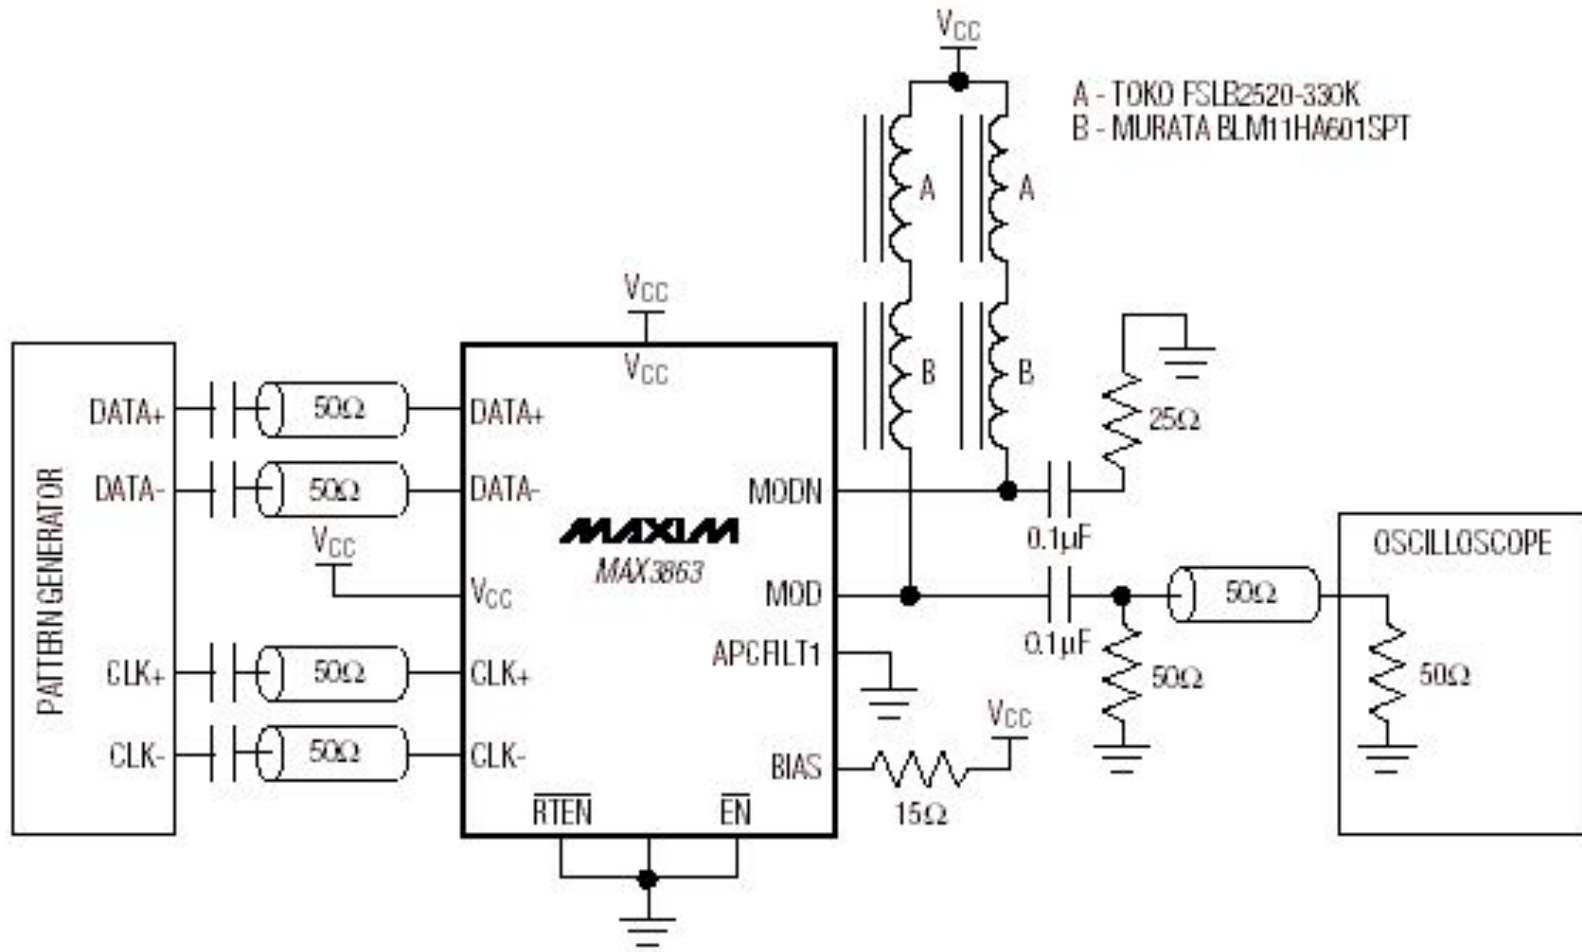 VCC
A - TOKO FSLB2520-330K
B - MURATA BLM11HA601SPT
A
A
VCC
VCC
B
B
DATA+
50Ω
DATA+
25Ω
DATA-
50Ω
DATA-
MODN
PATTERN GENERATOR
VCC
MAXIM
MAX3863
0.1µF
OSCILLOSCOPE
VCC
MOD
50Ω
0.1µF
APCFILT1
CLK+
50Ω
CLK+
50Ω
50Ω
VCC
CLK-
50Ω
CLK-
BIAS
15Ω
RTEN
EN